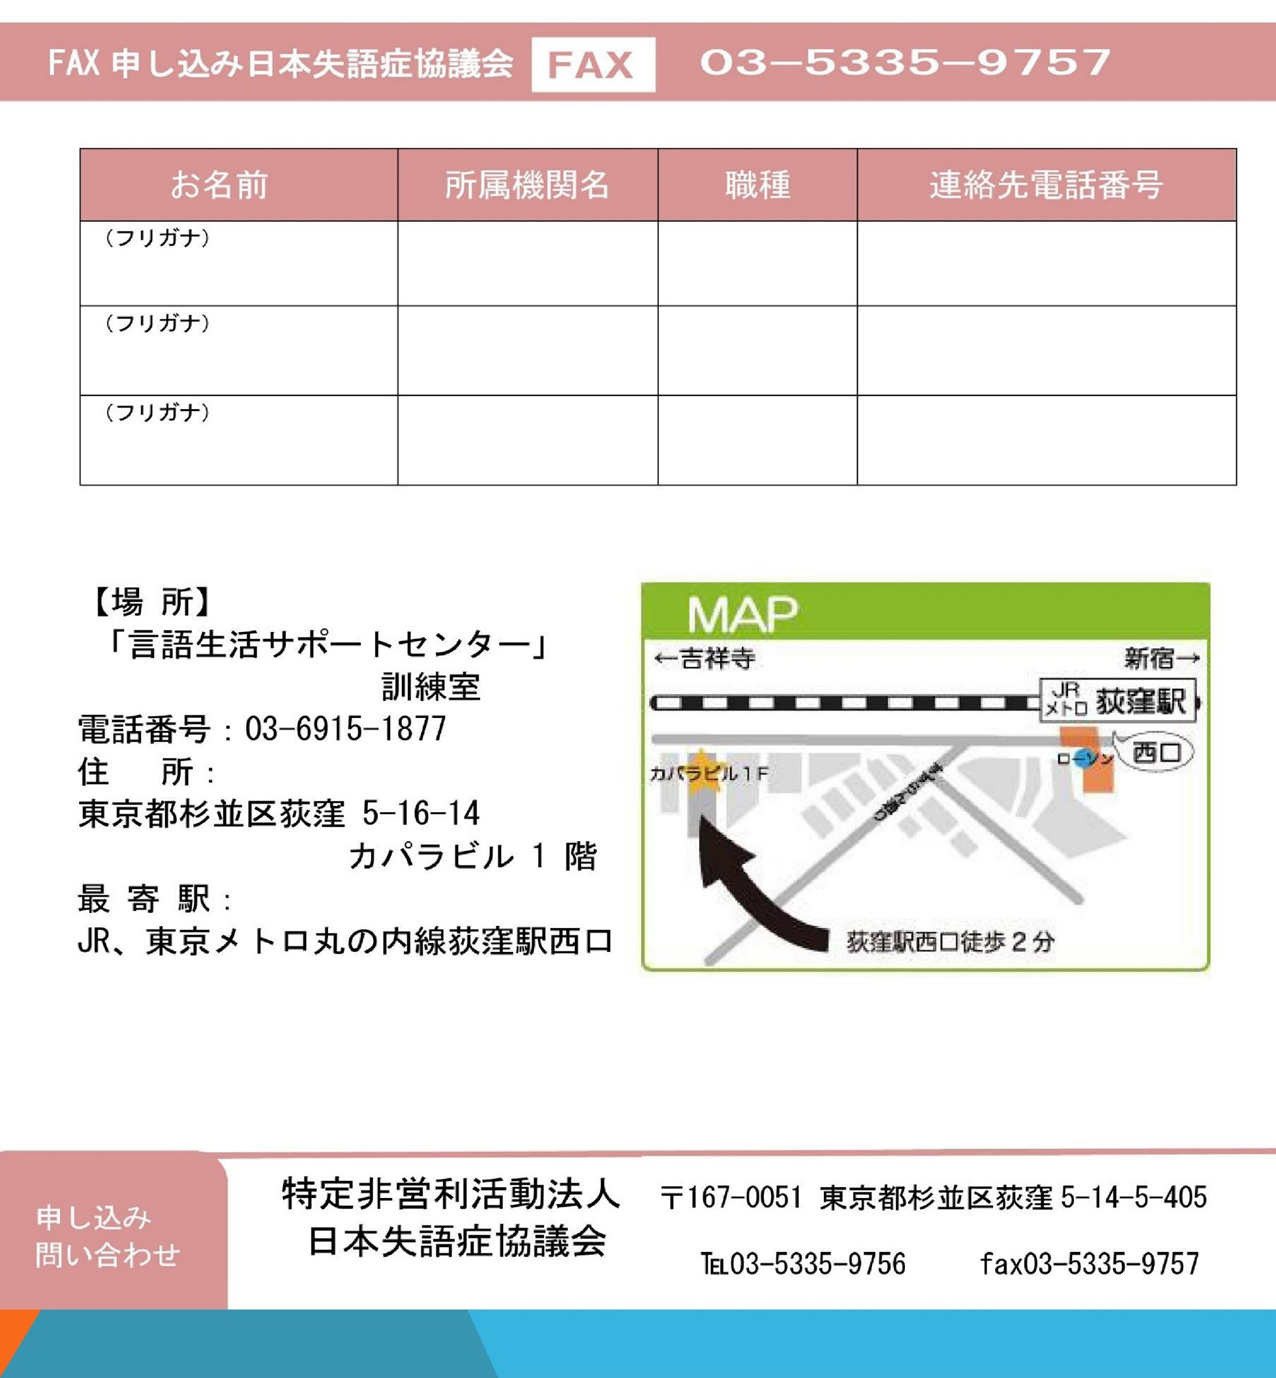 FAX 申し込み日本失語症協議会 FAX 03−5335−9757
お名前 所属機関名 職種 連絡先電話番号
（フリガナ）
（フリガナ）
（フリガナ）
【場 所】
「言語生活サポートセンター」
訓練室
電話番号：03-6915-1877
住 所：
東京都杉並区荻窪 5-16-14
カパラビル 1 階
最 寄 駅：
JR、東京メトロ丸の内線荻窪駅西口
MAP
←吉祥寺 新宿→
JR
メトロ 荻窪駅
西口
ローソン
カパラビル1F
すずらん通り
荻窪駅西口徒歩2分
申し込み
問い合わせ
特定非営利活動法人
日本失語症協議会
〒167-0051 東京都杉並区荻窪 5-14-5-405
℡03-5335-9756 fax03-5335-9757